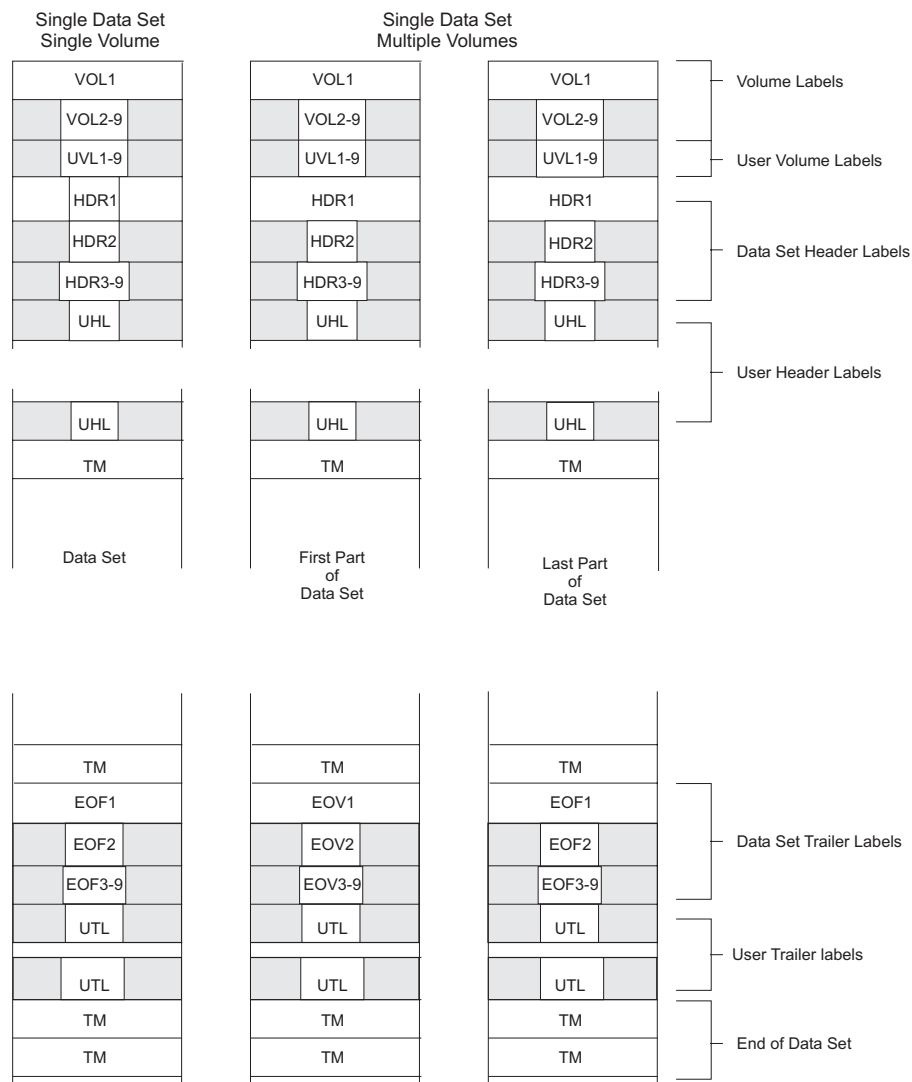 Single Data Set
Single Volume
Single Data Set
Multiple Volumes
VOL1
VOL1
VOL1
Volume Labels
VOL2-9
VOL2-9
VOL2-9
UVL1-9
UVL1-9
UVL1-9
User Volume Labels
HDR1
HDR1
HDR1
HDR2
HDR2
HDR2
Data Set Header Labels
HDR3-9
HDR3-9
HDR3-9
UHL
UHL
UHL
User Header Labels
UHL
UHL
UHL
TM
TM
TM
Data Set
First Part
of
Data Set
Last Part
of
Data Set
TM
TM
TM
EOF1
EOV1
EOF1
EOF2
EOV2
EOF2
Data Set Trailer Labels
EOF3-9
EOV3-9
EOF3-9
UTL
UTL
UTL
User Trailer labels
UTL
UTL
UTL
TM
TM
TM
End of Data Set
TM
TM
TM